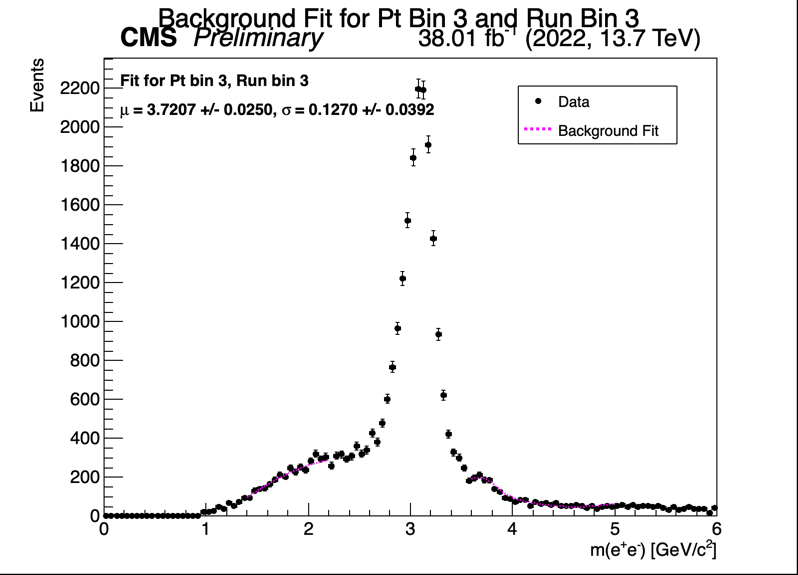 Background Fit for Pt Bin 3 and Run Bin 3
CMS Preliminary 38.01 fb⁻¹ (2022, 13.7 TeV)
Events
Fit for Pt bin 3, Run bin 3
μ = 3.7207 +/- 0.0250, σ = 0.1270 +/- 0.0392
Data
Background Fit
2200
2000
1800
1600
1400
1200
1000
800
600
400
200
0
0 1 2 3 4 5 6
m(e⁺e⁻) [GeV/c²]